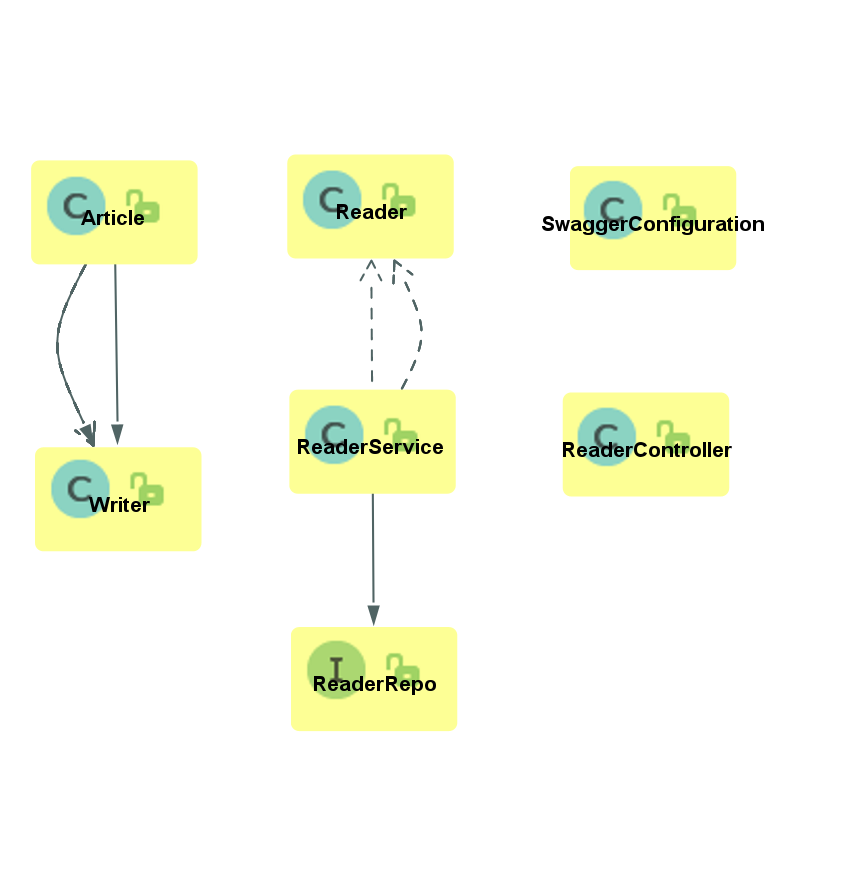 C
Article
C
Reader
C
SwaggerConfiguration
C
Writer
C
ReaderService
C
ReaderController
I
ReaderRepo